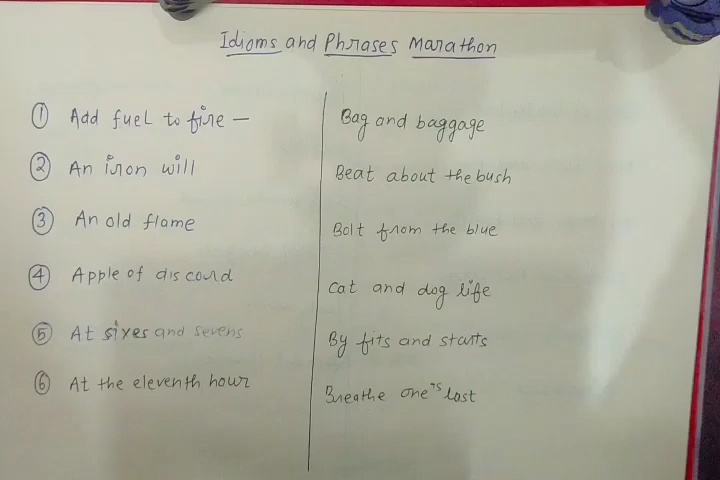 Idioms and Phrases Marathon
① Add fuel to fire —
② An iron will
③ An old flame
④ Apple of discord
⑤ At sixes and sevens
⑥ At the eleventh hour
Bag and baggage
Beat about the bush
Bolt from the blue
Cat and dog life
By fits and starts
Breathe one's last